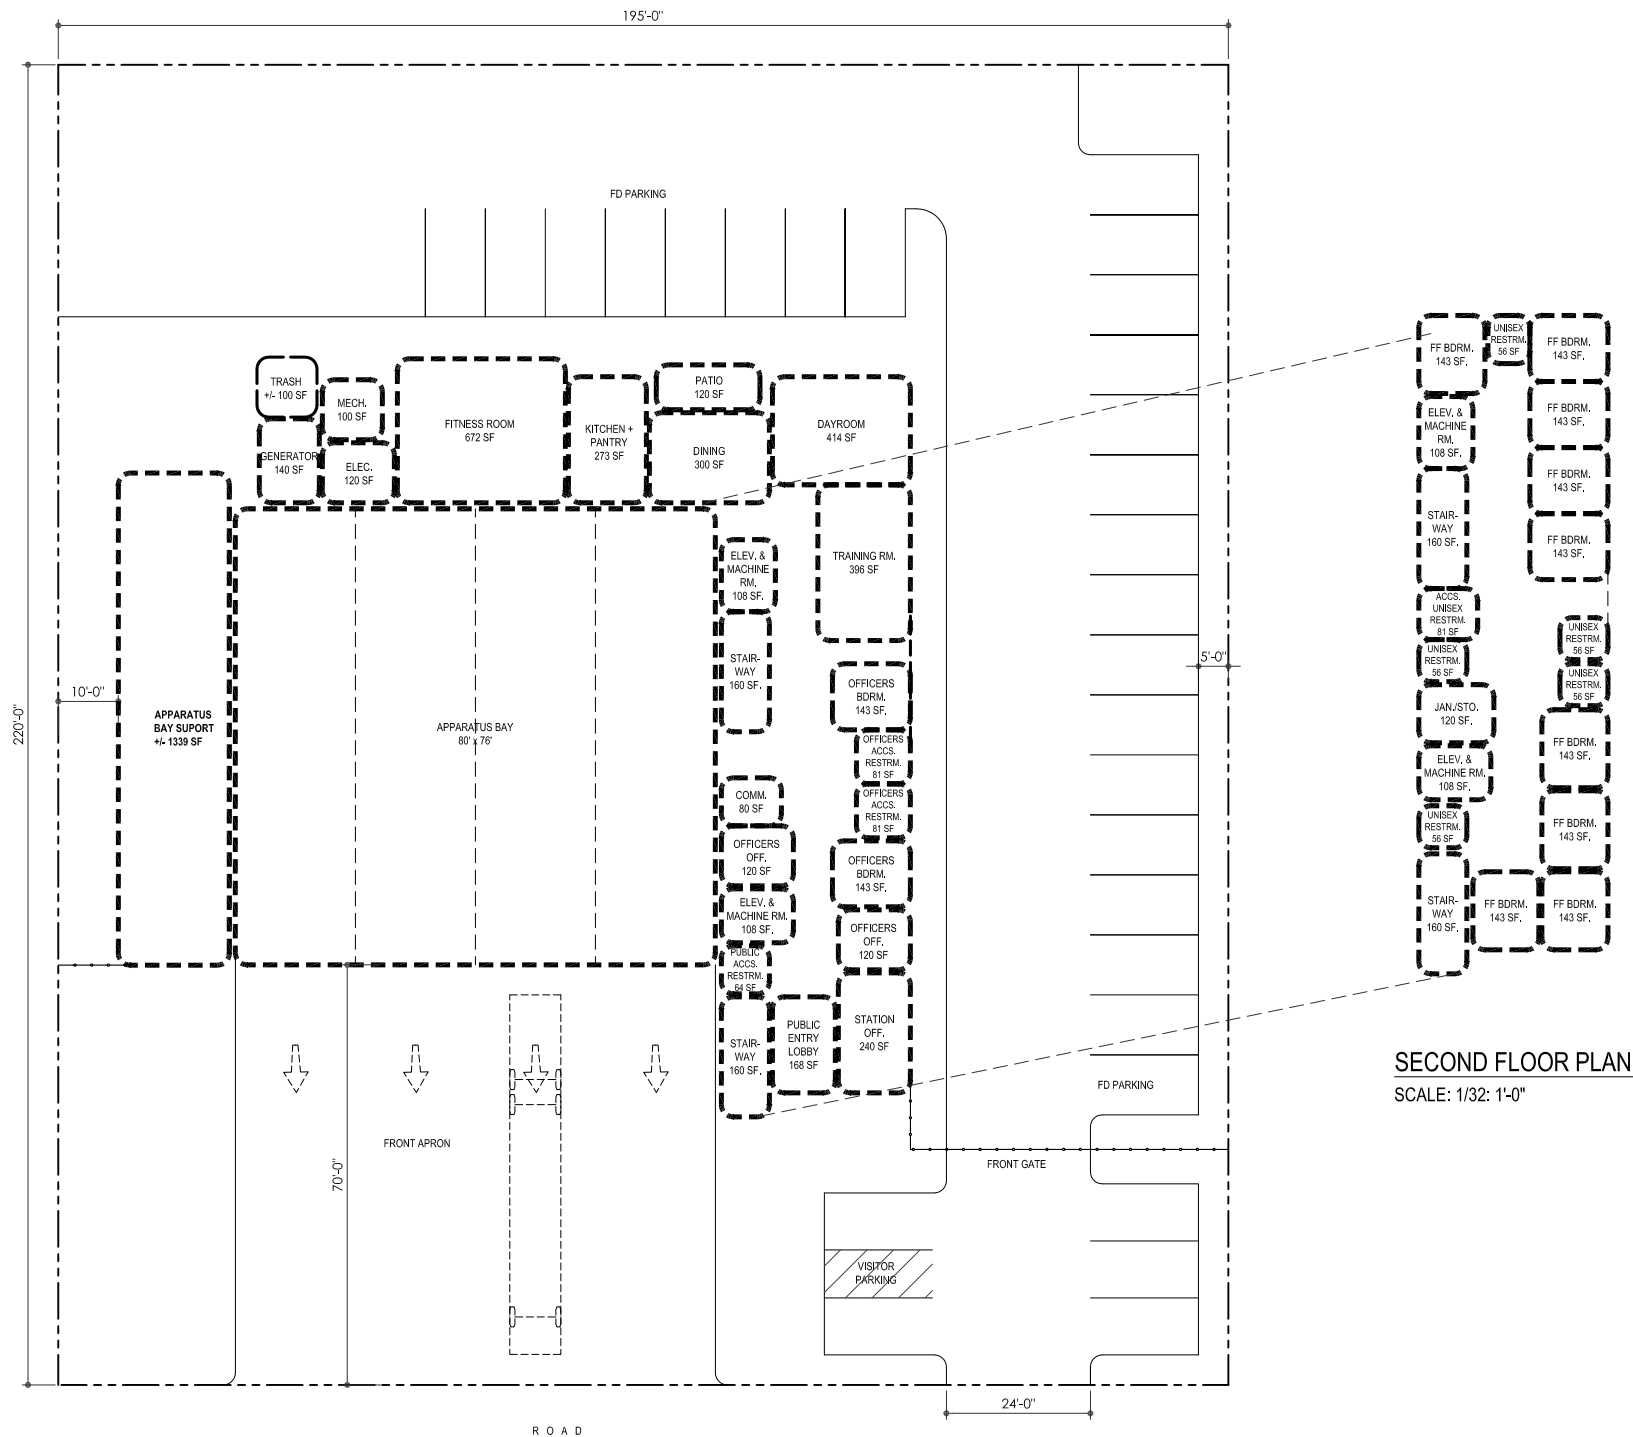 195'-0"
220'-0"
FD PARKING
TRASH
+/- 100 SF
MECH.
100 SF
GENERATOR
140 SF
ELEC.
120 SF
FITNESS ROOM
672 SF
KITCHEN +
PANTRY
273 SF
PATIO
120 SF
DINING
300 SF
DAYROOM
414 SF
TRAINING RM.
396 SF
ELEV. &
MACHINE
RM.
108 SF.
STAIR-
WAY
160 SF.
OFFICERS
BDRM.
143 SF.
OFFICERS
ACCS.
RESTRM.
81 SF
OFFICERS
ACCS.
RESTRM.
81 SF
OFFICERS
BDRM.
143 SF.
OFFICERS
OFF.
120 SF
STATION
OFF.
240 SF
COMM.
80 SF
OFFICERS
OFF.
120 SF
ELEV. &
MACHINE RM.
108 SF.
PUBLIC
ACCS.
RESTRM.
64 SF
STAIR-
WAY
160 SF.
PUBLIC
ENTRY
LOBBY
168 SF
10'-0"
APPARATUS
BAY SUPORT
+/- 1339 SF
APPARATUS BAY
80' x 76'
5'-0"
FRONT APRON
70'-0"
FD PARKING
FRONT GATE
VISITOR
PARKING
24'-0"
ROAD
FF BDRM.
143 SF.
UNISEX
RESTRM.
56 SF
FF BDRM.
143 SF.
ELEV. &
MACHINE
RM.
108 SF.
FF BDRM.
143 SF.
FF BDRM.
143 SF.
STAIR-
WAY
160 SF.
FF BDRM.
143 SF.
ACCS.
UNISEX
RESTRM.
81 SF
UNISEX
RESTRM.
56 SF
UNISEX
RESTRM.
56 SF
UNISEX
RESTRM.
56 SF
JAN./STO.
120 SF.
FF BDRM.
143 SF.
ELEV. &
MACHINE RM.
108 SF.
UNISEX
RESTRM.
56 SF
FF BDRM.
143 SF.
STAIR-
WAY
160 SF.
FF BDRM.
143 SF.
FF BDRM.
143 SF.
SECOND FLOOR PLAN
SCALE: 1/32: 1'-0"